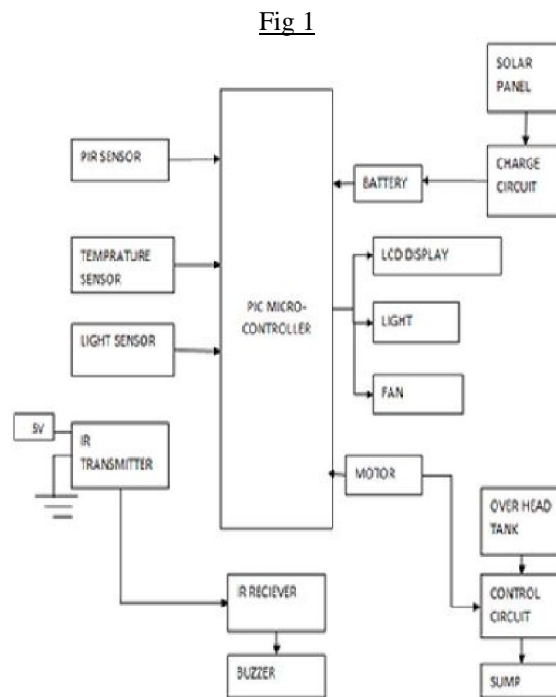 Fig 1
SOLAR
PANEL
PIR SENSOR
CHARGE
CIRCUIT
BATTERY
TEMPRATURE
SENSOR
LCD DISPLAY
PIC MICRO-
CONTROLLER
LIGHT
LIGHT SENSOR
FAN
5V
IR
TRANSMITTER
MOTOR
OVER HEAD
TANK
IR RECIEVER
CONTROL
CIRCUIT
BUZZER
SUMP